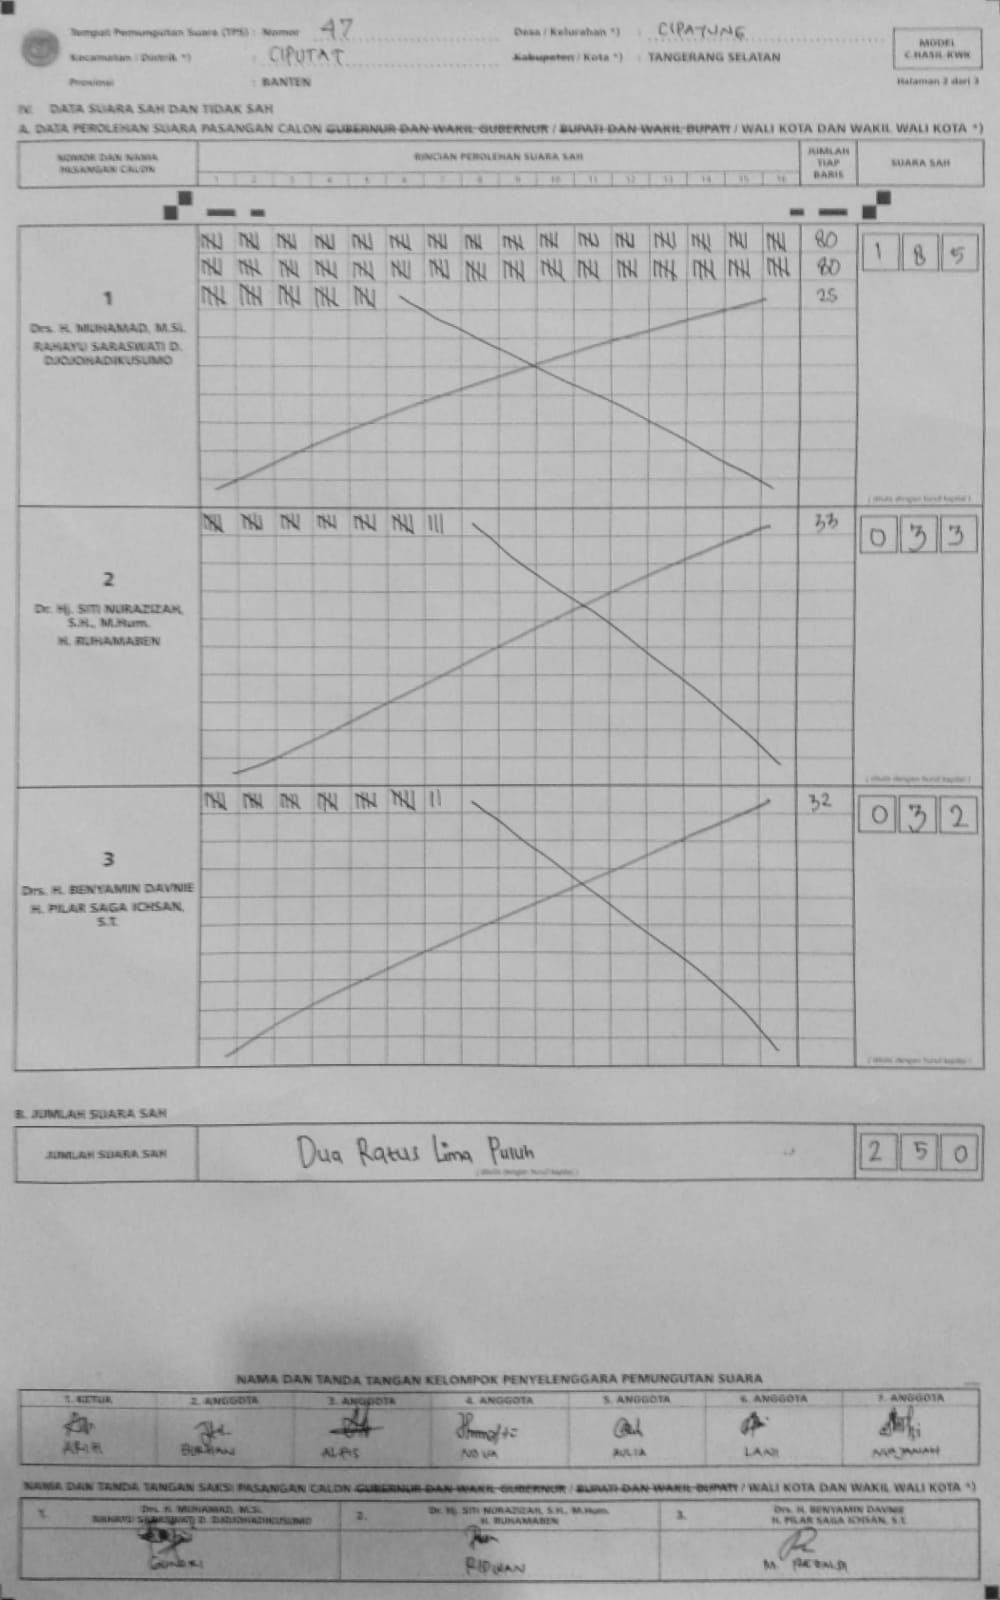 Tempat Pemungutan Suara (TPS) : Nomor 47 Desa / Kelurahan *) : CIPAYUNG
Kecamatan / Distrik *) : CIPUTAT Kabupaten / Kota *) : TANGERANG SELATAN
Provinsi : BANTEN
MODEL
C.HASIL-KWK
Halaman 2 dari 3
IV. DATA SUARA SAH DAN TIDAK SAH
A. DATA PEROLEHAN SUARA PASANGAN CALON GUBERNUR DAN WAKIL GUBERNUR / BUPATI DAN WAKIL BUPATI / WALI KOTA DAN WAKIL WALI KOTA *)
NOMOR DAN NAMA PASANGAN CALON
RINCIAN PEROLEHAN SUARA SAH
1 2 3 4 5 6 7 8 9 10 11 12 13 14 15 16
JUMLAH TIAP BARIS
SUARA SAH
80
80
25
1 8 5
1
Drs. H. MUHAMAD, M.Si.
RAHAYU SARASWATI D.
DJOJOHADIKUSUMO
(ditulis dengan huruf kapital)
33
0 3 3
2
Dr. Hj. SITI NURAZIZAH,
S.H., M.Hum.
H. RUHAMABEN
(ditulis dengan huruf kapital)
32
0 3 2
3
Drs. H. BENYAMIN DAVNIE
H. PILAR SAGA ICHSAN,
S.T.
(ditulis dengan huruf kapital)
B. JUMLAH SUARA SAH
JUMLAH SUARA SAH Dua Ratus Lima Puluh 2 5 0
(ditulis dengan huruf kapital)
NAMA DAN TANDA TANGAN KELOMPOK PENYELENGGARA PEMUNGUTAN SUARA
1. KETUA 2. ANGGOTA 3. ANGGOTA 4. ANGGOTA 5. ANGGOTA 6. ANGGOTA 7. ANGGOTA
BURHAN NOVA AULIA LANI NURJANAH
NAMA DAN TANDA TANGAN SAKSI PASANGAN CALON GUBERNUR DAN WAKIL GUBERNUR / BUPATI DAN WAKIL BUPATI / WALI KOTA DAN WAKIL WALI KOTA *)
1. Drs. H. MUHAMAD, M.Si.
RAHAYU SARASWATI D. DJOJOHADIKUSUMO
2. Dr. Hj. SITI NURAZIZAH, S.H., M.Hum.
H. RUHAMABEN
3. Drs. H. BENYAMIN DAVNIE
H. PILAR SAGA ICHSAN, S.T.
RIDWAN